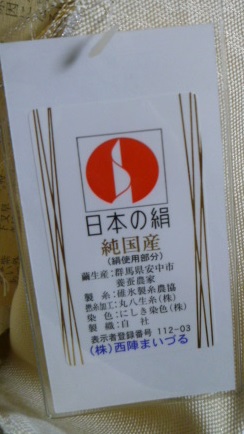 日本の絹
純国産
(絹使用部分)
繭生産:群馬県安中市
養蚕農家
製 糸:碓氷製糸農協
撚糸加工:丸八生糸(株)
染 色:にしき染色(株)
製 織:自 社
表示者登録番号 112-03
(株)西陣まいづる